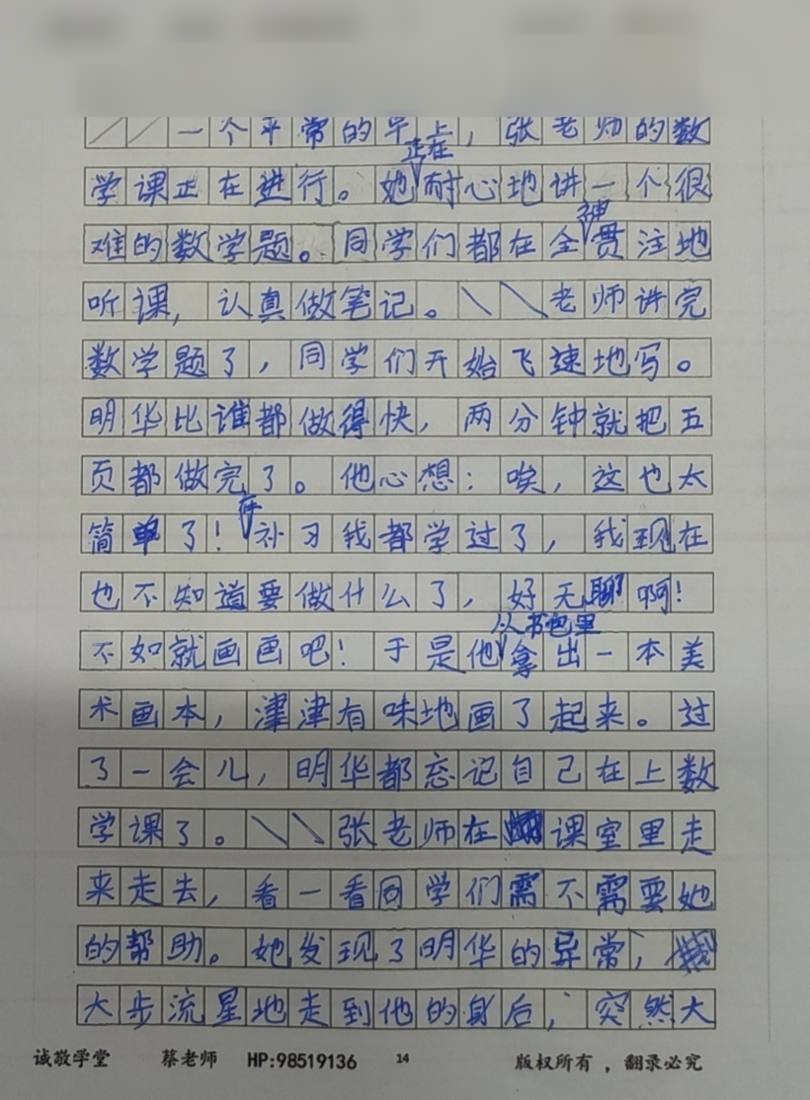 一个平常的早上，张老师的数
正在
学课正在进行。她耐心地讲一个很
神
难的数学题。同学们都在全贯注地
听课，认真做笔记。老师讲完
数学题了，同学们开始飞速地写。
明华比谁都做得快，两分钟就把五
页都做完了。他心想：唉，这也太
在
简单了！补习我都学过了，我现在
也不知道要做什么了，好无聊啊！
从书包里
不如就画画吧！于是他拿出一本美
术画本，津津有味地画了起来。过
了一会儿，明华都忘记自己在上数
学课了。张老师在课室里走
来走去，看一看同学们需不需要她
的帮助。她发现了明华的异常，
大步流星地走到他的身后，突然大
诚敬学堂 蔡老师 HP:98519136 14 版权所有，翻录必究